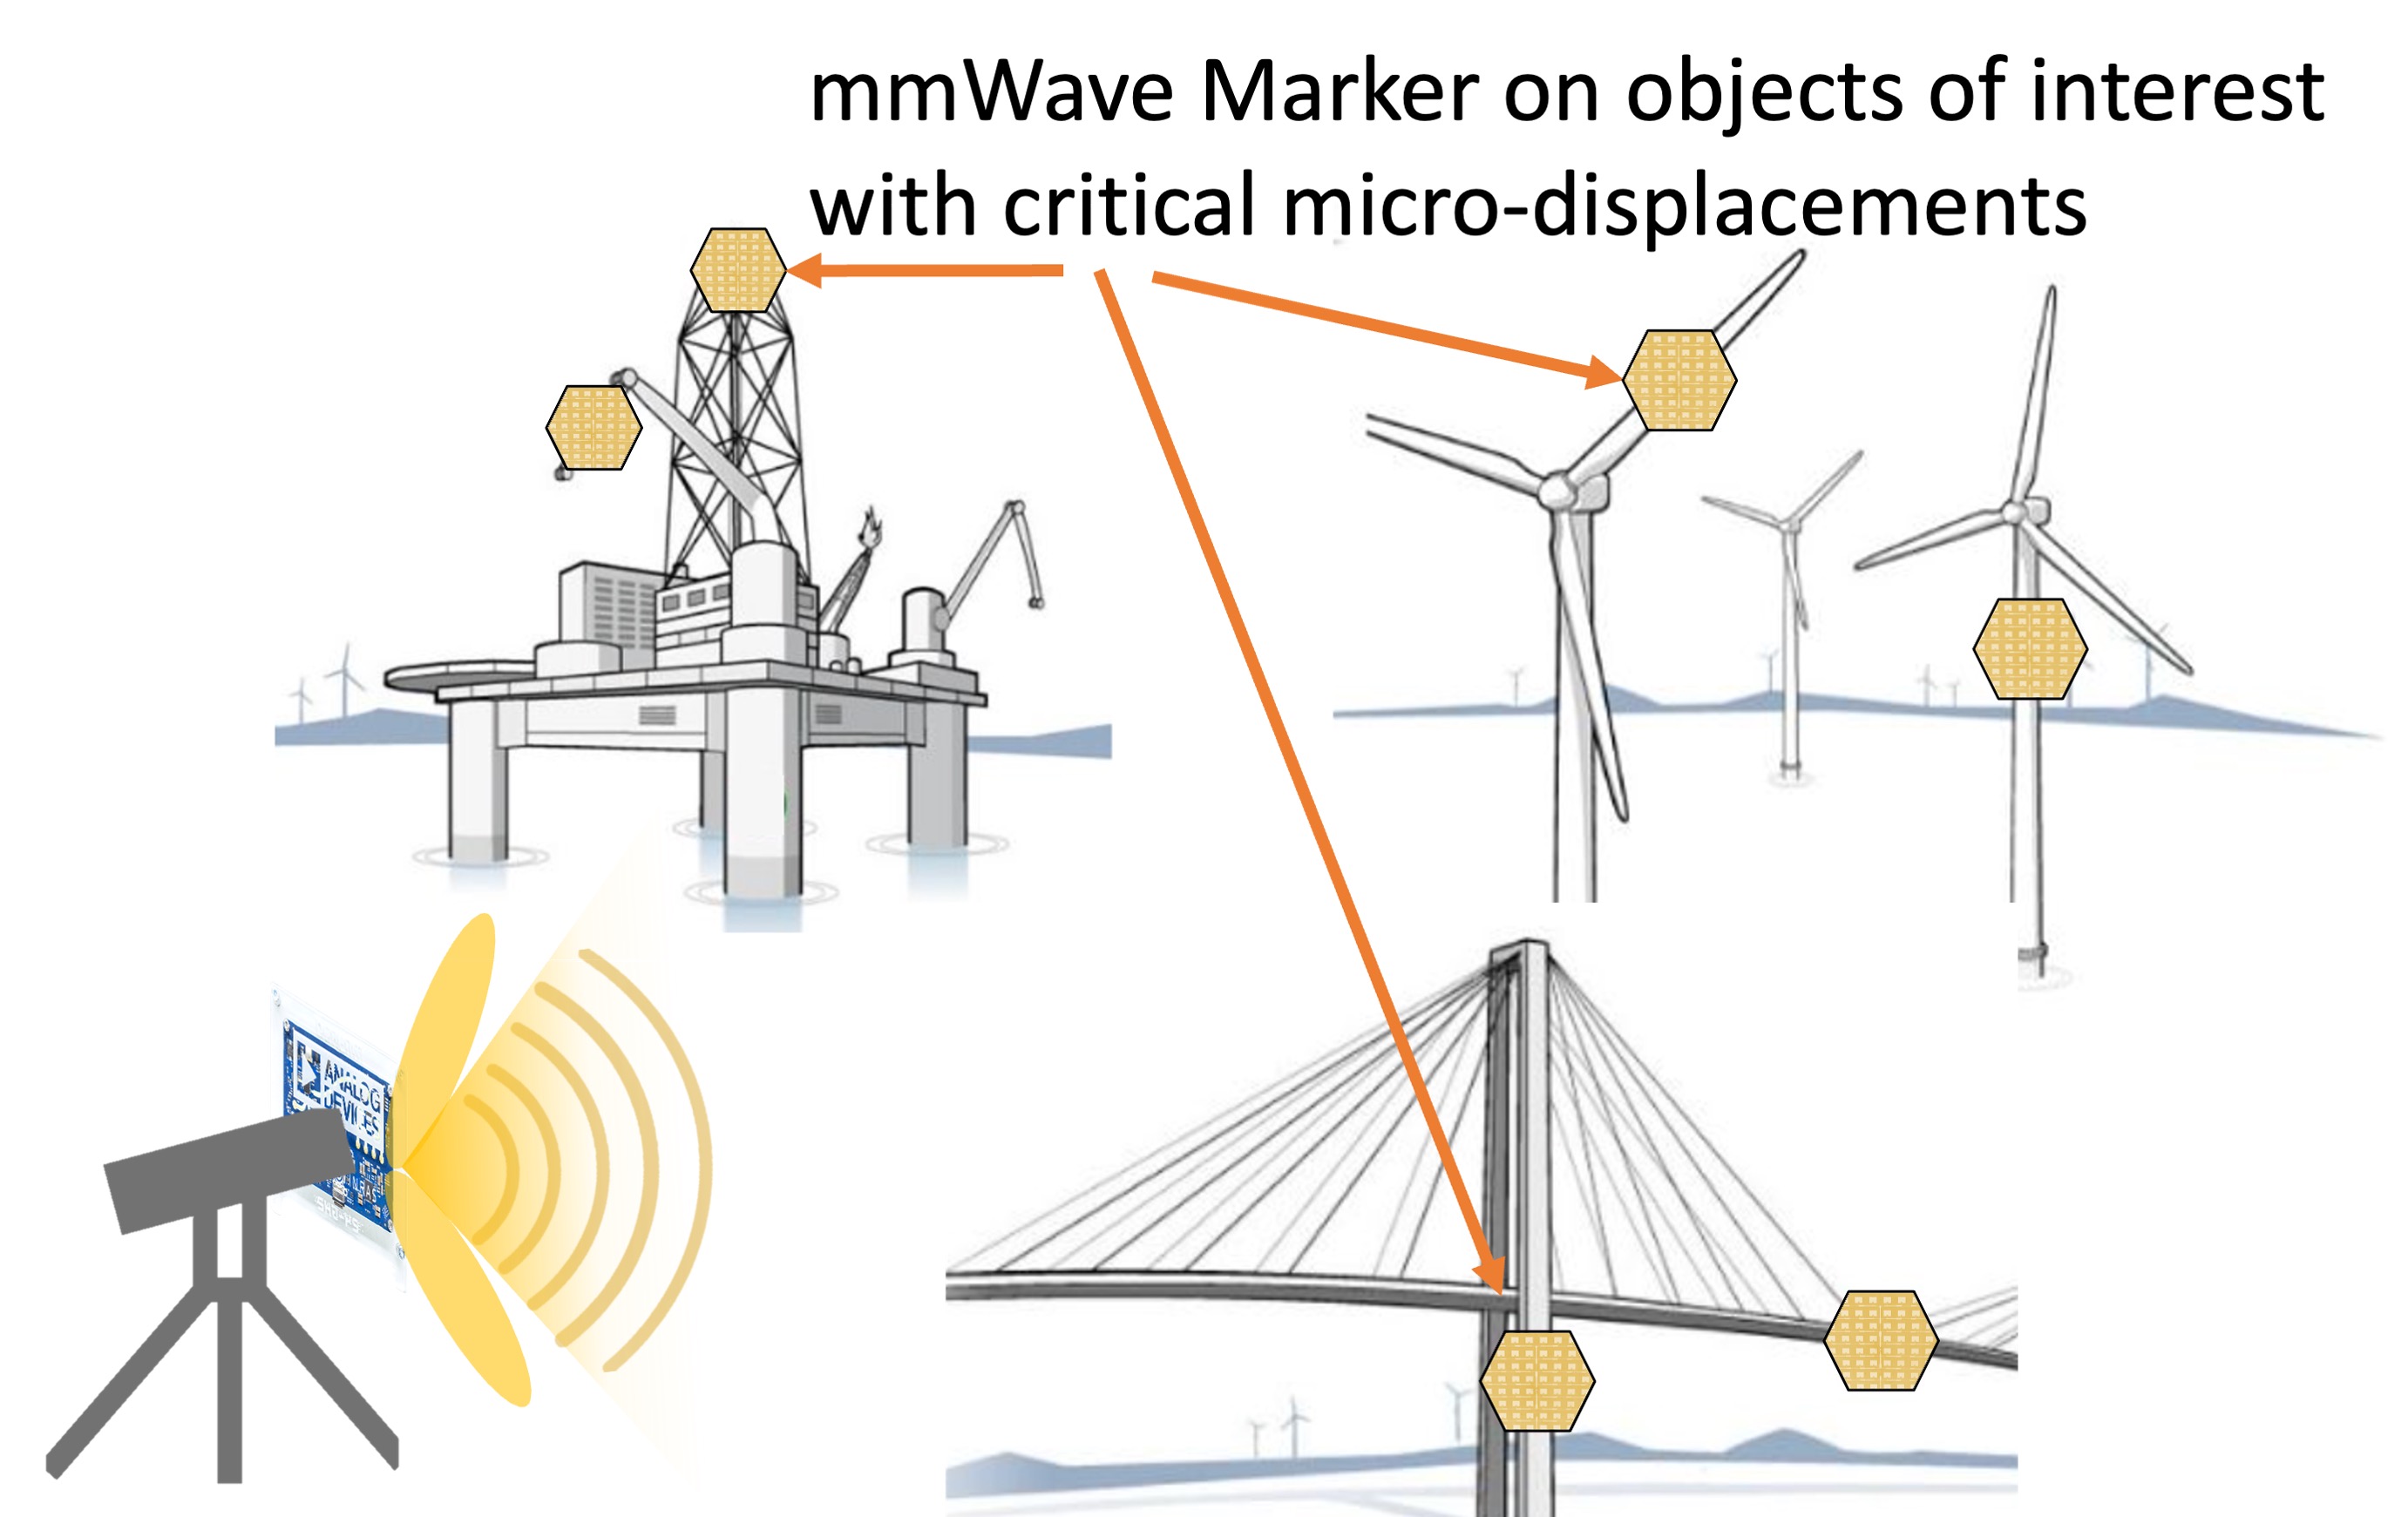 mmWave Marker on objects of interest
with critical micro-displacements
ANALOG
DEVICES